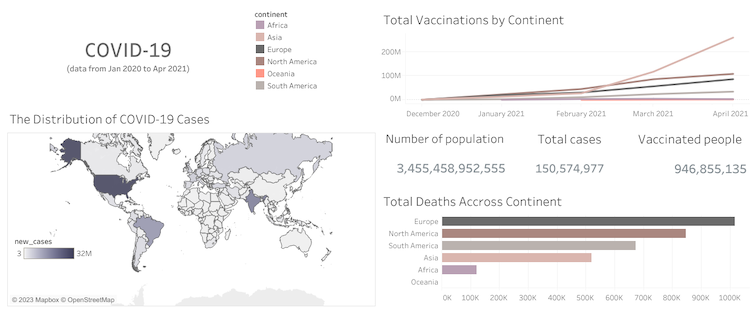 COVID-19
(data from Jan 2020 to Apr 2021)
continent
Africa
Asia
Europe
North America
Oceania
South America
Total Vaccinations by Continent
200M
100M
0M
December 2020 January 2021 February 2021 March 2021 April 2021
The Distribution of COVID-19 Cases
new_cases
3 32M
© 2023 Mapbox © OpenStreetMap
Number of population Total cases Vaccinated people
3,455,458,952,555 150,574,977 946,855,135
Total Deaths Accross Continent
Europe
North America
South America
Asia
Africa
Oceania
0K 100K 200K 300K 400K 500K 600K 700K 800K 900K 1000K